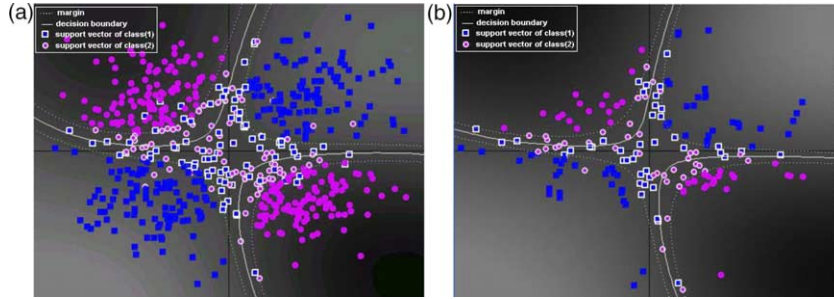 (a)
margin
decision boundary
support vector of class(1)
support vector of class(2)
(b)
margin
decision boundary
support vector of class(1)
support vector of class(2)